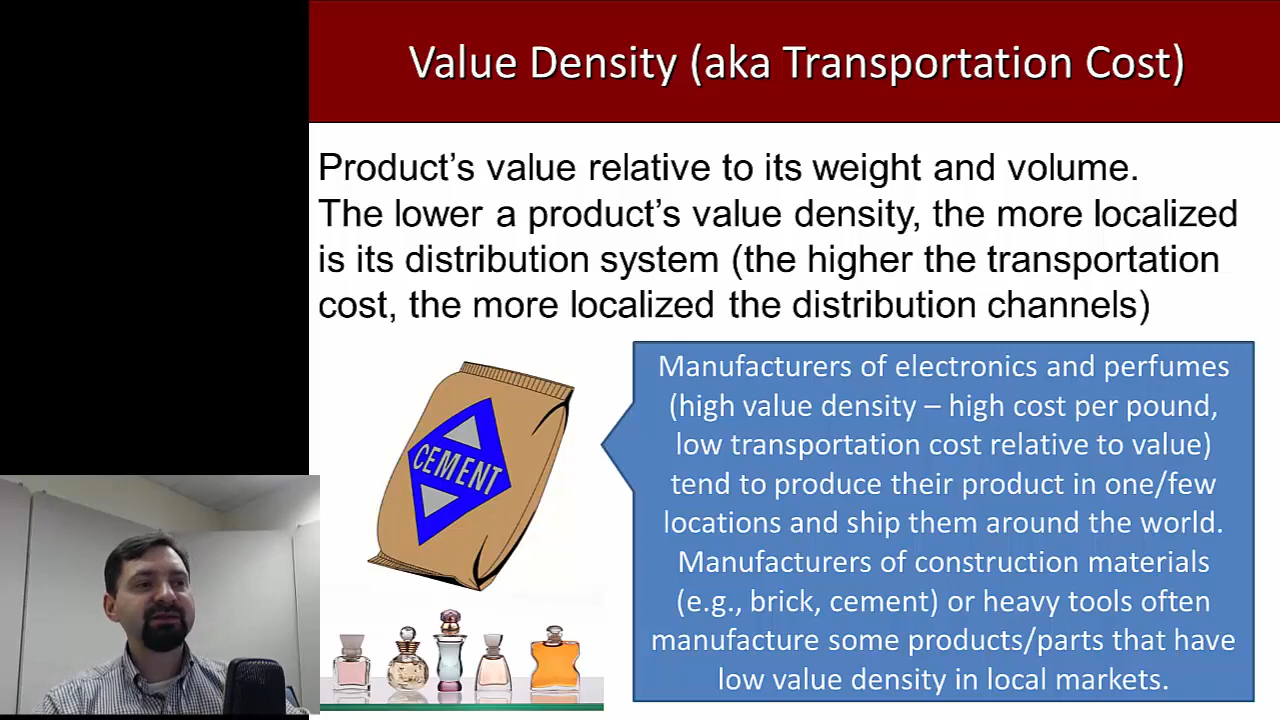 Value Density (aka Transportation Cost)
Product’s value relative to its weight and volume.
The lower a product’s value density, the more localized
is its distribution system (the higher the transportation
cost, the more localized the distribution channels)
CEMENT
Manufacturers of electronics and perfumes
(high value density – high cost per pound,
low transportation cost relative to value)
tend to produce their product in one/few
locations and ship them around the world.
Manufacturers of construction materials
(e.g., brick, cement) or heavy tools often
manufacture some products/parts that have
low value density in local markets.